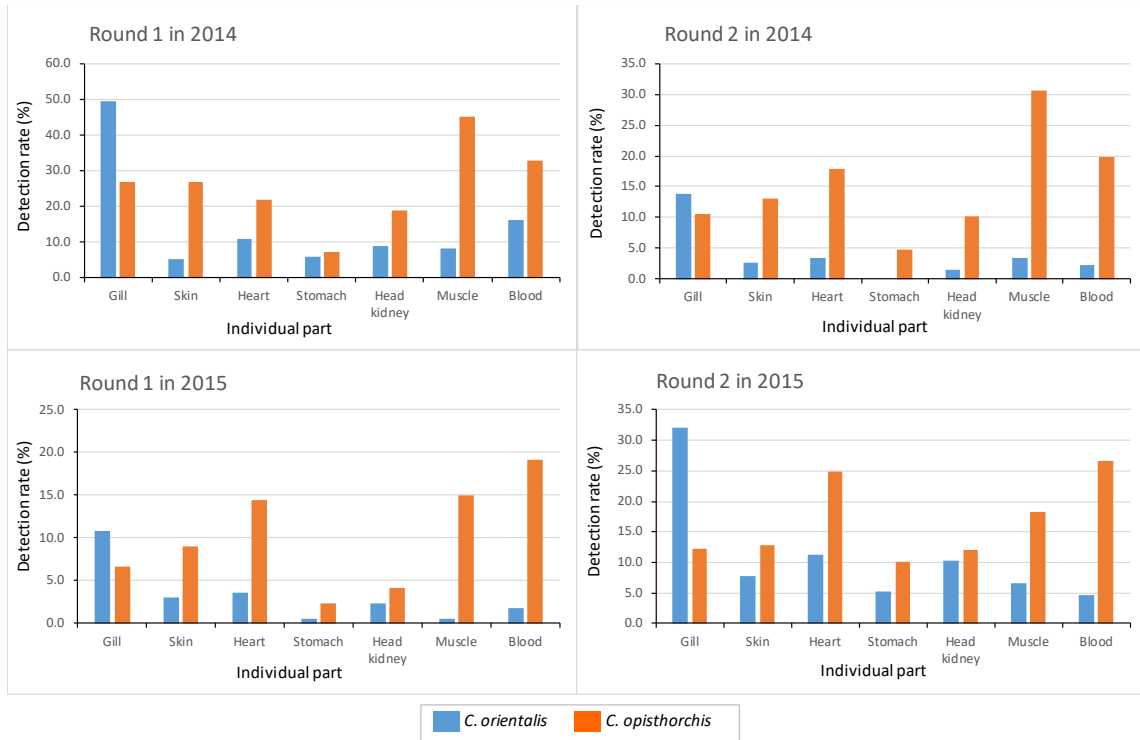 Round 1 in 2014
Detection rate (%)
60.0
50.0
40.0
30.0
20.0
10.0
0.0
Gill Skin Heart Stomach Head kidney Muscle Blood
Individual part
Round 2 in 2014
Detection rate (%)
35.0
30.0
25.0
20.0
15.0
10.0
5.0
0.0
Gill Skin Heart Stomach Head kidney Muscle Blood
Individual part
Round 1 in 2015
Detection rate (%)
25.0
20.0
15.0
10.0
5.0
0.0
Gill Skin Heart Stomach Head kidney Muscle Blood
Individual part
Round 2 in 2015
Detection rate (%)
35.0
30.0
25.0
20.0
15.0
10.0
5.0
0.0
Gill Skin Heart Stomach Head kidney Muscle Blood
Individual part
C. orientalis C. opisthorchis